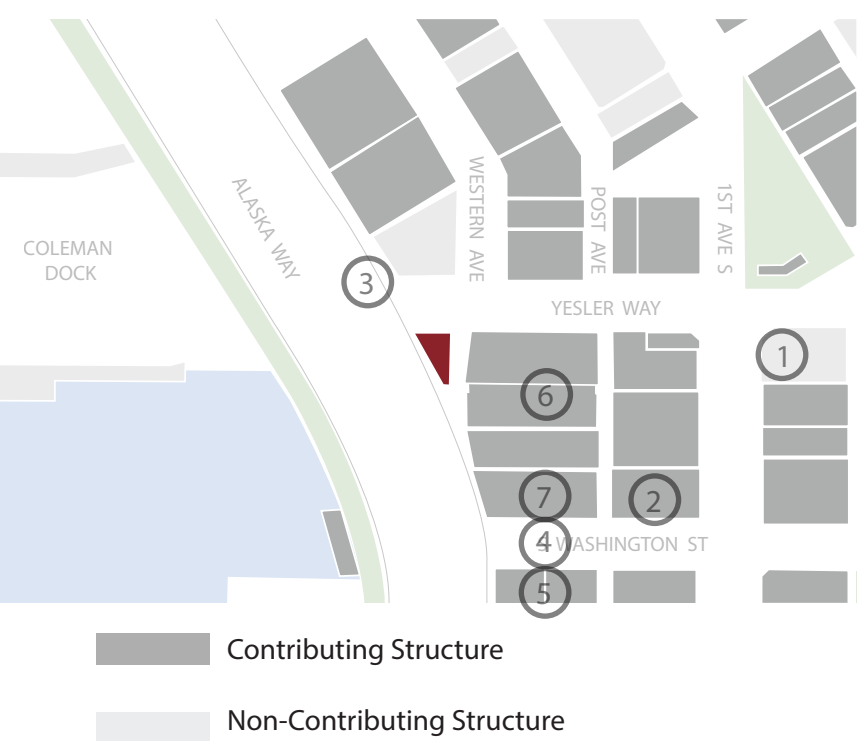 ALASKA WAY
WESTERN AVE
POST AVE
1ST AVE S
COLEMAN
DOCK
3
YESLER WAY
1
6
7
2
4
S WASHINGTON ST
5
Contributing Structure
Non-Contributing Structure